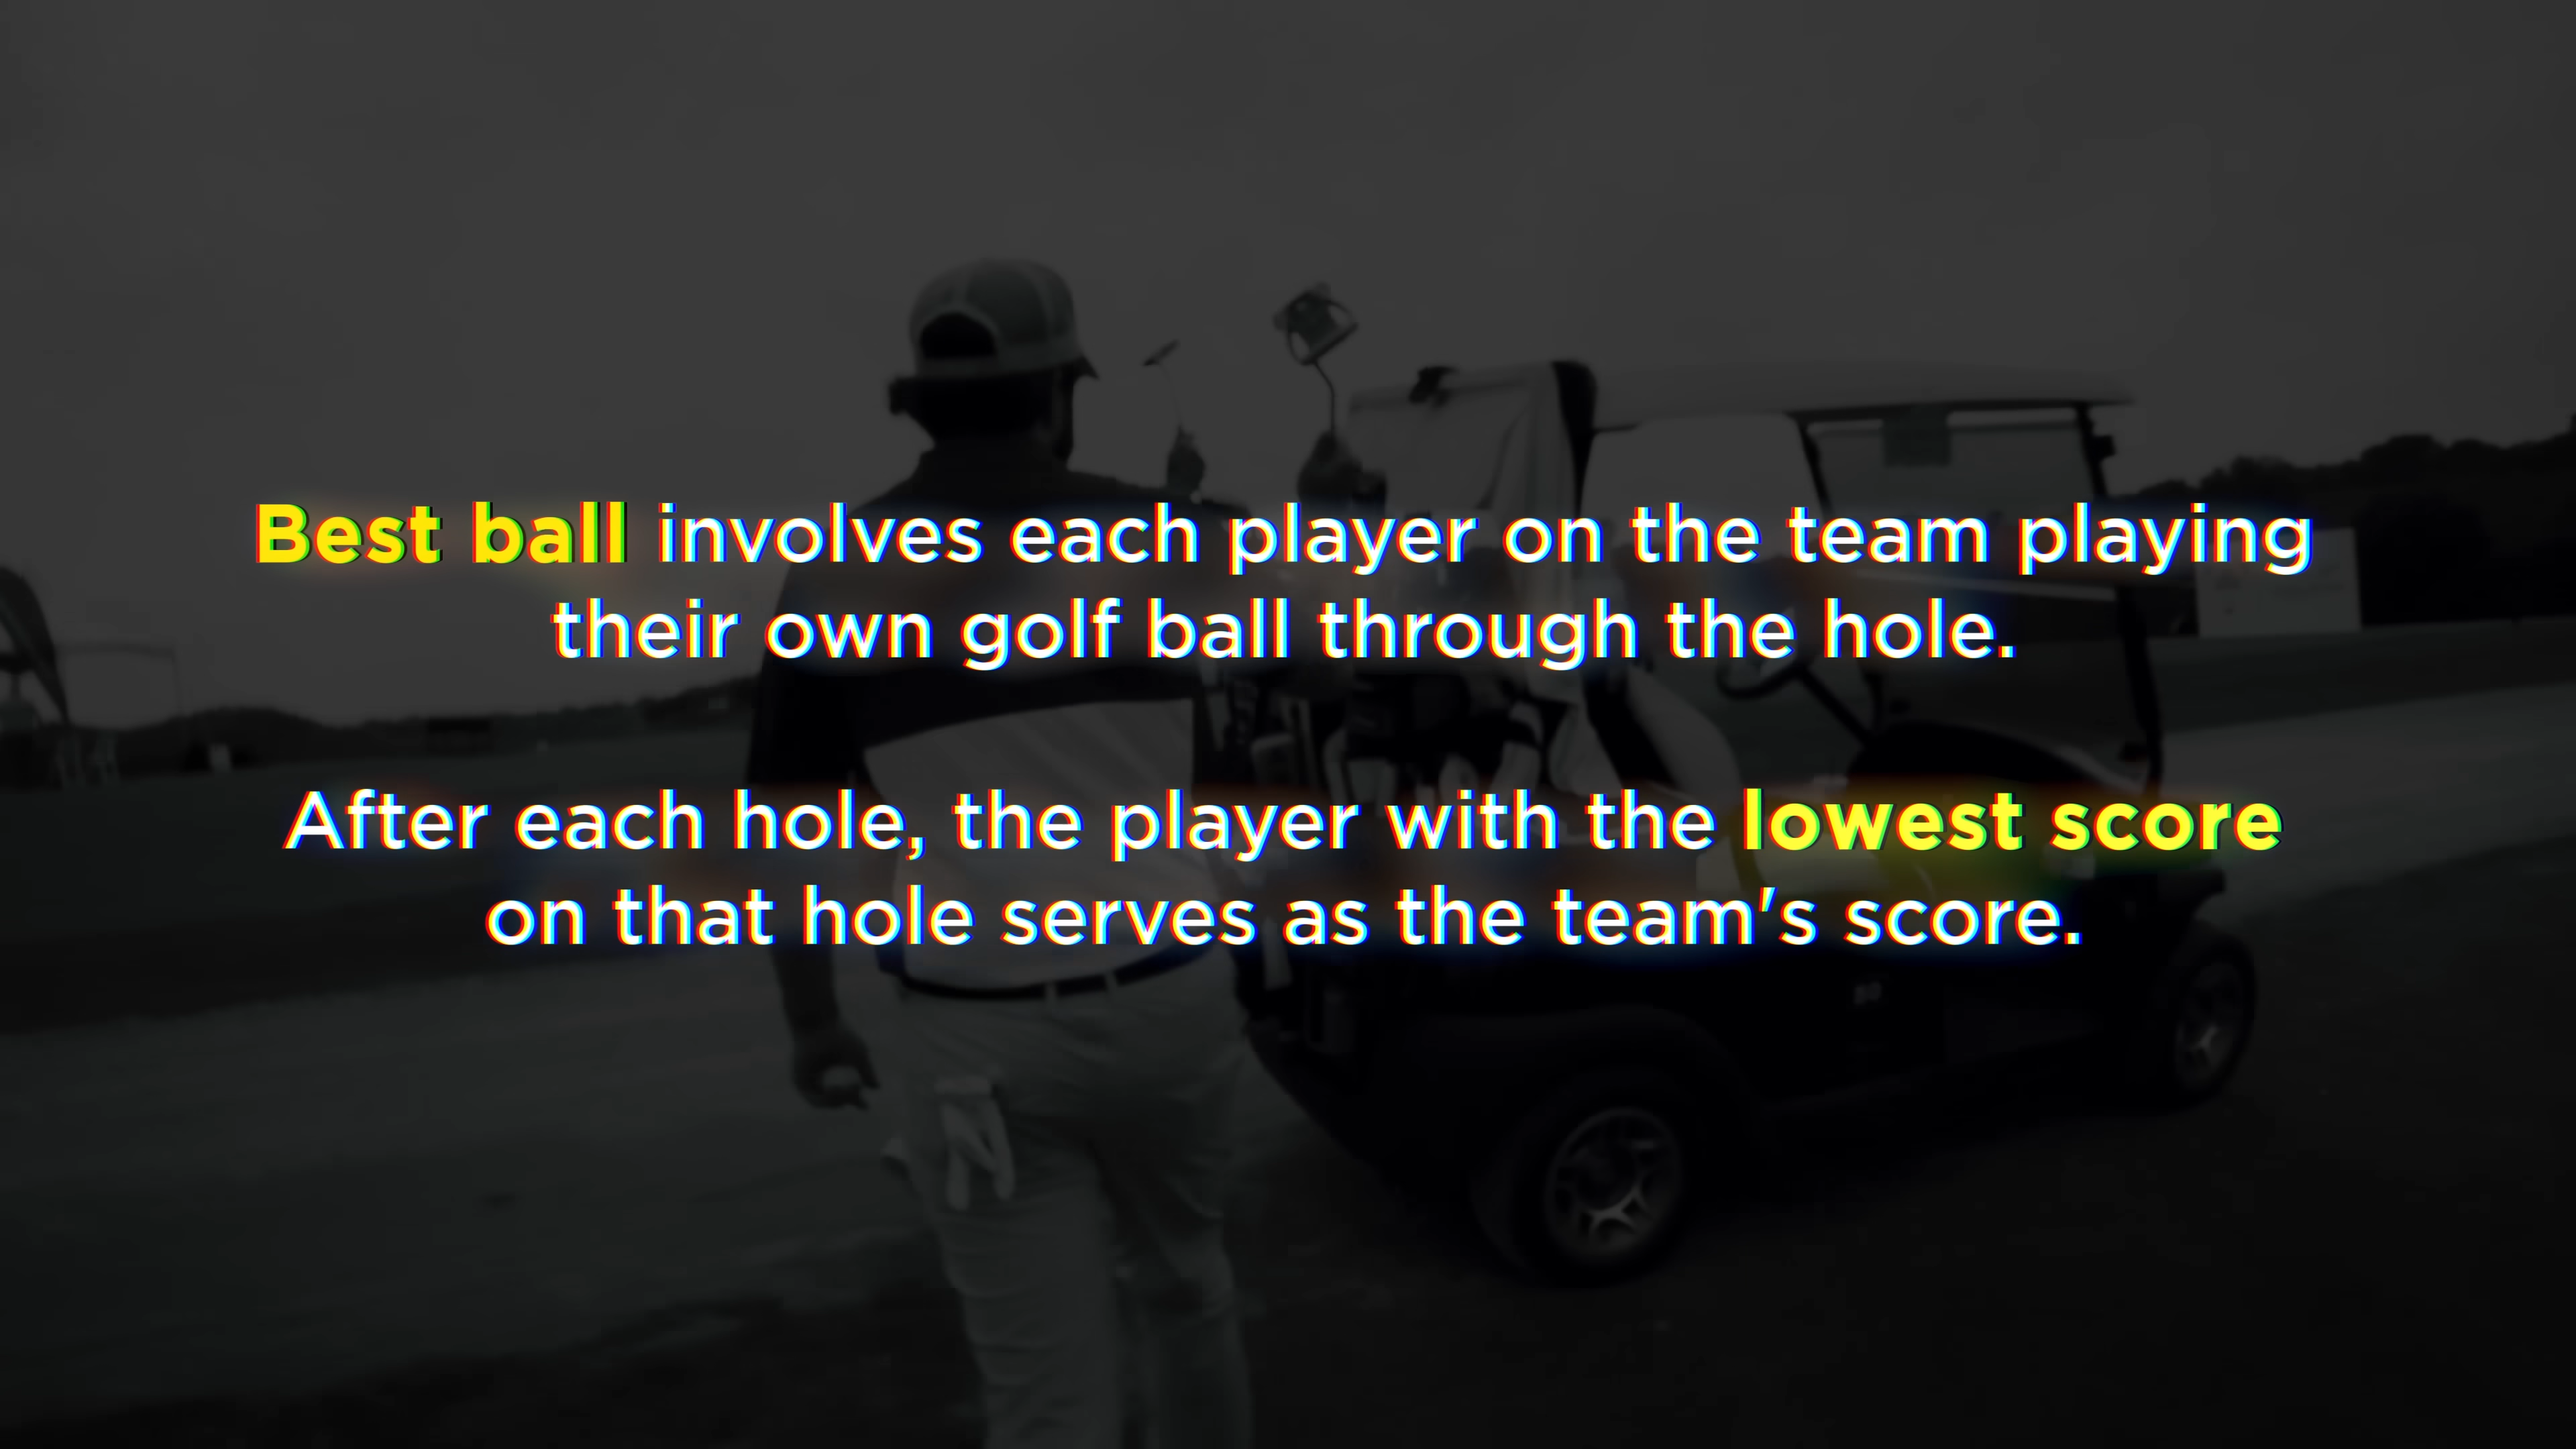 Best ball involves each player on the team playing
their own golf ball through the hole.
After each hole, the player with the lowest score
on that hole serves as the team's score.